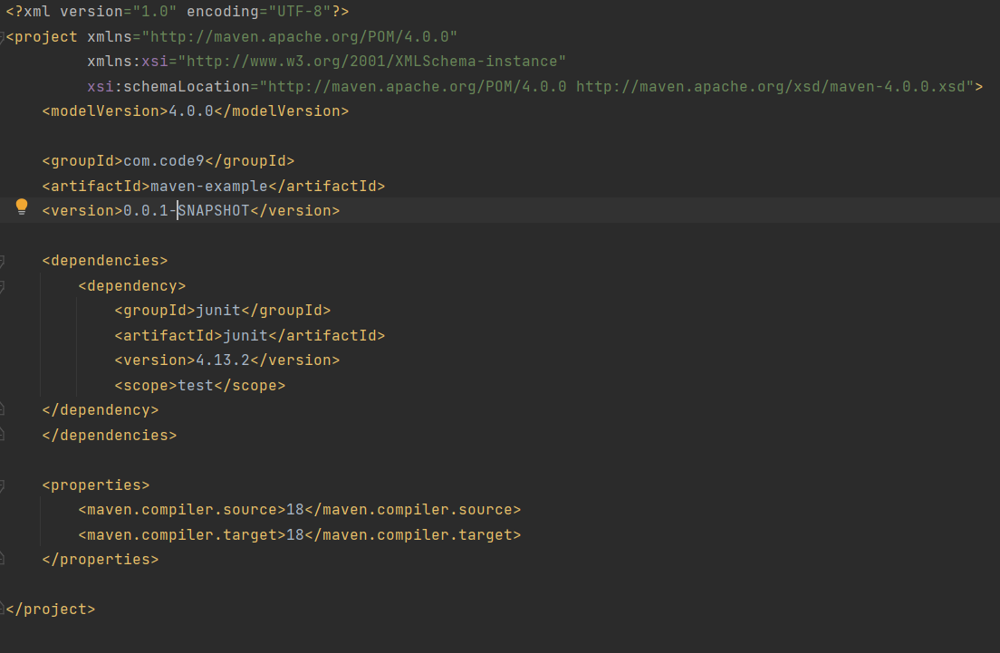 <?xml version="1.0" encoding="UTF-8"?>
<project xmlns="http://maven.apache.org/POM/4.0.0"
         xmlns:xsi="http://www.w3.org/2001/XMLSchema-instance"
         xsi:schemaLocation="http://maven.apache.org/POM/4.0.0 http://maven.apache.org/xsd/maven-4.0.0.xsd">
    <modelVersion>4.0.0</modelVersion>

    <groupId>com.code9</groupId>
    <artifactId>maven-example</artifactId>
    <version>0.0.1-SNAPSHOT</version>

    <dependencies>
        <dependency>
            <groupId>junit</groupId>
            <artifactId>junit</artifactId>
            <version>4.13.2</version>
            <scope>test</scope>
    </dependency>
    </dependencies>

    <properties>
        <maven.compiler.source>18</maven.compiler.source>
        <maven.compiler.target>18</maven.compiler.target>
    </properties>

</project>